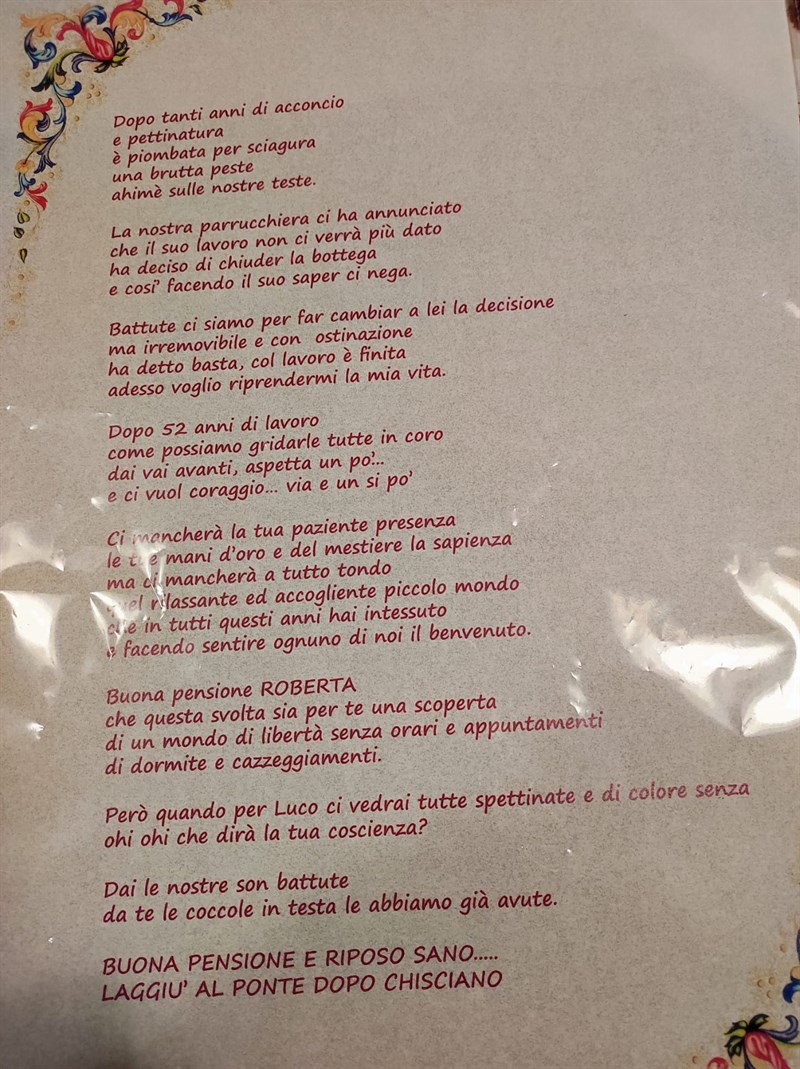 Dopo tanti anni di acconcio
e pettinatura
è piombata per sciagura
una brutta peste
ahimè sulle nostre teste.
La nostra parrucchiera ci ha annunciato
che il suo lavoro non ci verrà più dato
ha deciso di chiuder la bottega
e cosi' facendo il suo saper ci nega.
Battute ci siamo per far cambiar a lei la decisione
ma irremovibile e con ostinazione
ha detto basta, col lavoro è finita
adesso voglio riprendermi la mia vita.
Dopo 52 anni di lavoro
come possiamo gridarle tutte in coro
dai vai avanti, aspetta un po'...
e ci vuol coraggio... via e un si po'
Ci mancherà la tua paziente presenza
le tue mani d'oro e del mestiere la sapienza
ma ci mancherà a tutto tondo
quel rilassante ed accogliente piccolo mondo
che in tutti questi anni hai intessuto
e facendo sentire ognuno di noi il benvenuto.
Buona pensione ROBERTA
che questa svolta sia per te una scoperta
di un mondo di libertà senza orari e appuntamenti
di dormite e cazzeggiamenti.
Però quando per Luco ci vedrai tutte spettinate e di colore senza
ohi ohi che dirà la tua coscienza?
Dai le nostre son battute
da te le coccole in testa le abbiamo già avute.
BUONA PENSIONE E RIPOSO SANO.....
LAGGIU' AL PONTE DOPO CHISCIANO